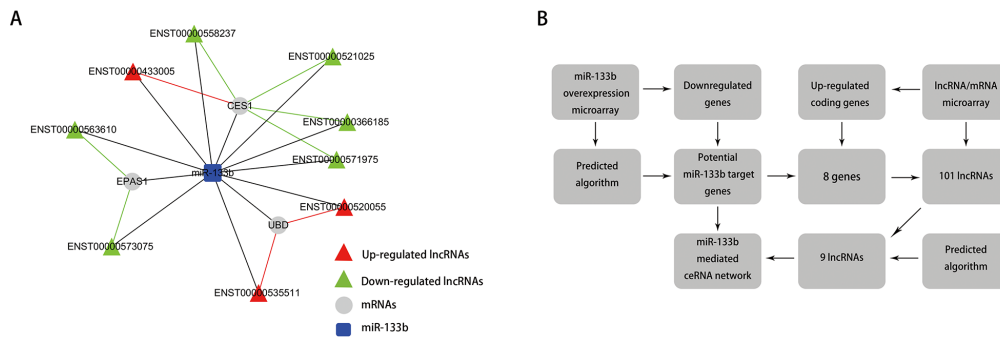 A
ENST00000558237
ENST00000521025
ENST00000433005
CES1
ENST00000366185
ENST00000563610
ENST00000571975
miR-133b
EPAS1
ENST00000520055
UBD
ENST00000573075
ENST00000535511
Up-regulated lncRNAs
Down-regulated lncRNAs
mRNAs
miR-133b
B
miR-133b
overexpression
microarray
Downregulated
genes
Up-regulated
coding genes
lncRNA/mRNA
microarray
Predicted
algorithm
Potential
miR-133b target
genes
8 genes
101 lncRNAs
miR-133b
mediated
ceRNA network
9 lncRNAs
Predicted
algorithm